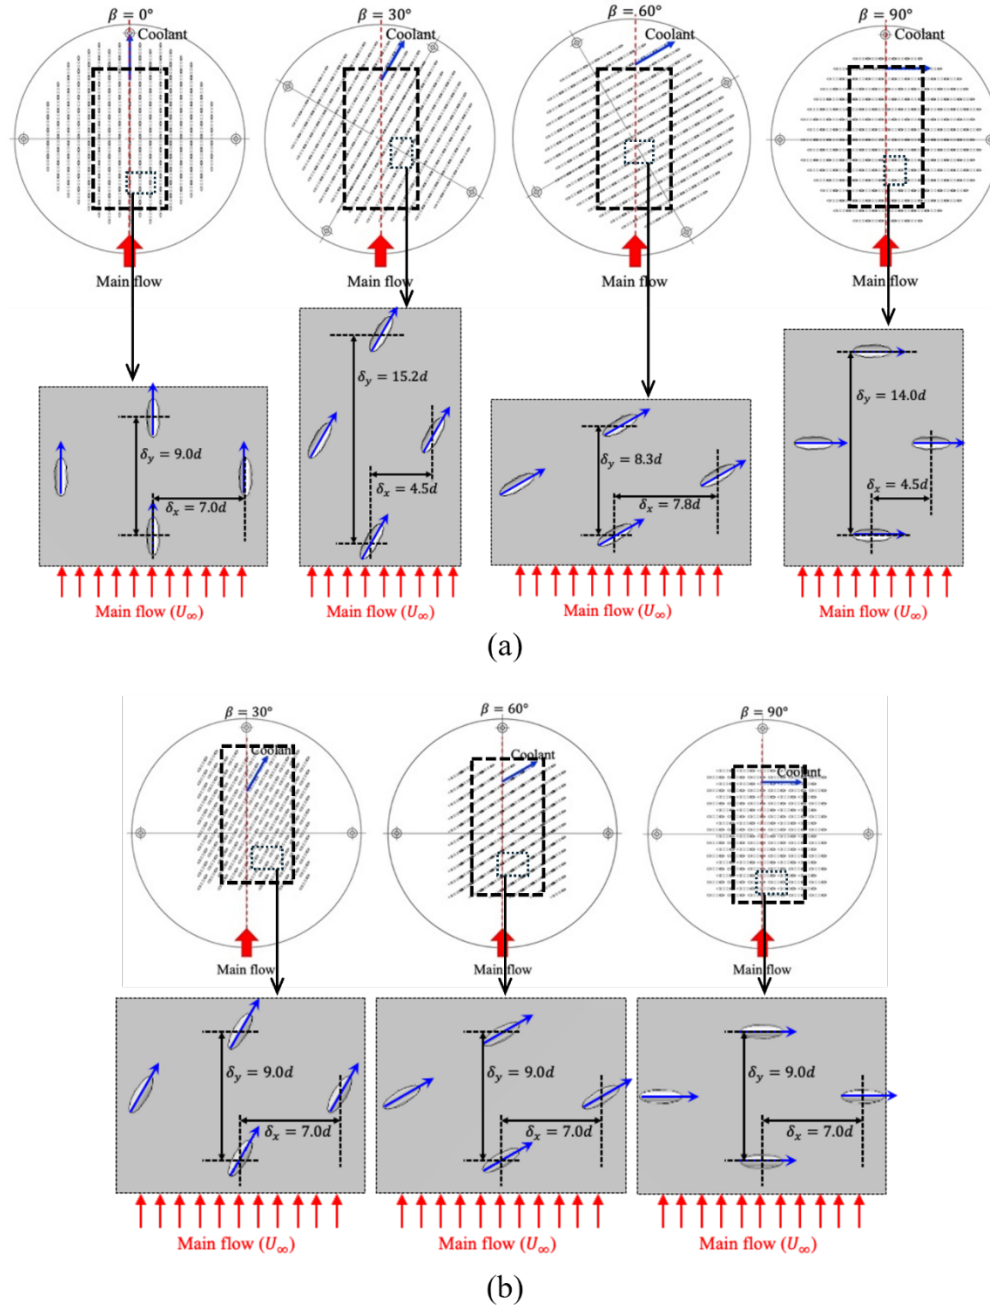 β = 0°
β = 30°
β = 60°
β = 90°
Coolant
Coolant
Coolant
Coolant
Main flow
Main flow
Main flow
Main flow
δy = 9.0d
δx = 7.0d
δy = 15.2d
δx = 4.5d
δy = 8.3d
δx = 7.8d
δy = 14.0d
δx = 4.5d
Main flow (U∞)
Main flow (U∞)
Main flow (U∞)
Main flow (U∞)
(a)
β = 30°
β = 60°
β = 90°
Coolant
Coolant
Coolant
Main flow
Main flow
Main flow
δy = 9.0d
δx = 7.0d
δy = 9.0d
δx = 7.0d
δy = 9.0d
δx = 7.0d
Main flow (U∞)
Main flow (U∞)
Main flow (U∞)
(b)